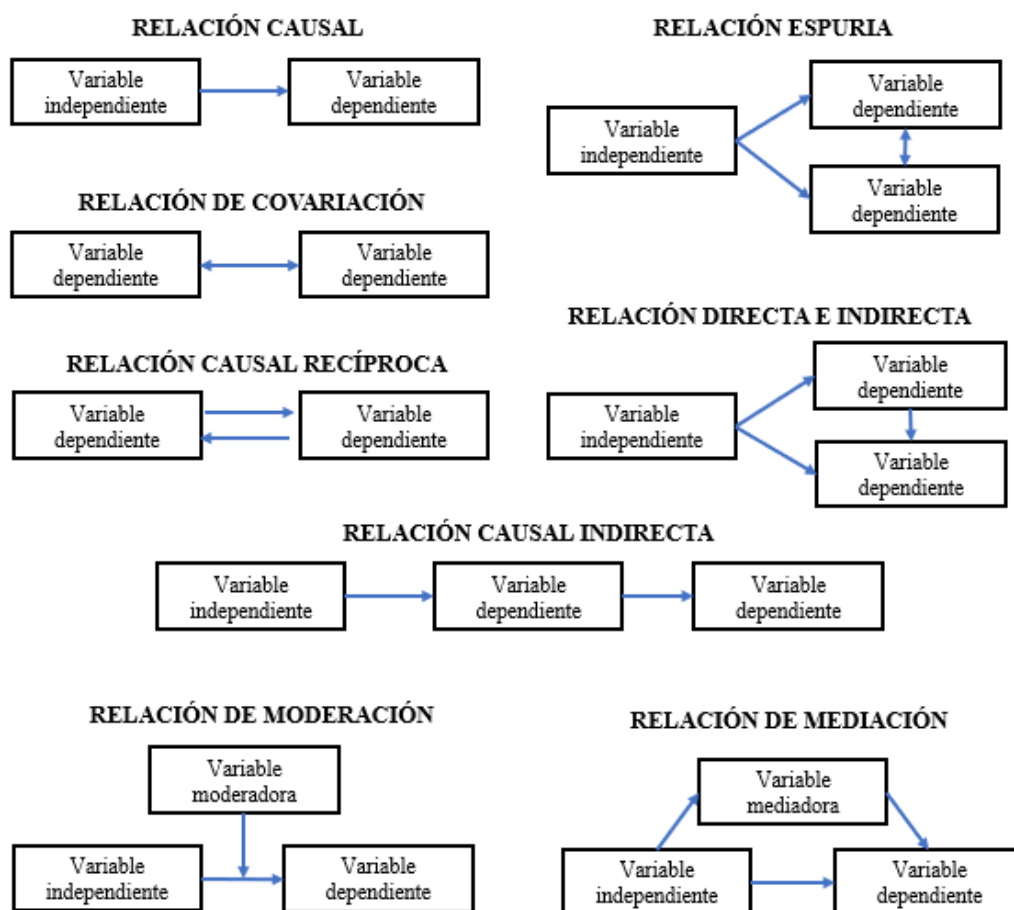 RELACIÓN CAUSAL
Variable
independiente
Variable
dependiente
RELACIÓN ESPURIA
Variable
independiente
Variable
dependiente
Variable
dependiente
RELACIÓN DE COVARIACIÓN
Variable
dependiente
Variable
dependiente
RELACIÓN CAUSAL RECÍPROCA
Variable
dependiente
Variable
dependiente
RELACIÓN DIRECTA E INDIRECTA
Variable
independiente
Variable
dependiente
Variable
dependiente
RELACIÓN CAUSAL INDIRECTA
Variable
independiente
Variable
dependiente
Variable
dependiente
RELACIÓN DE MODERACIÓN
Variable
moderadora
Variable
independiente
Variable
dependiente
RELACIÓN DE MEDIACIÓN
Variable
mediadora
Variable
independiente
Variable
dependiente